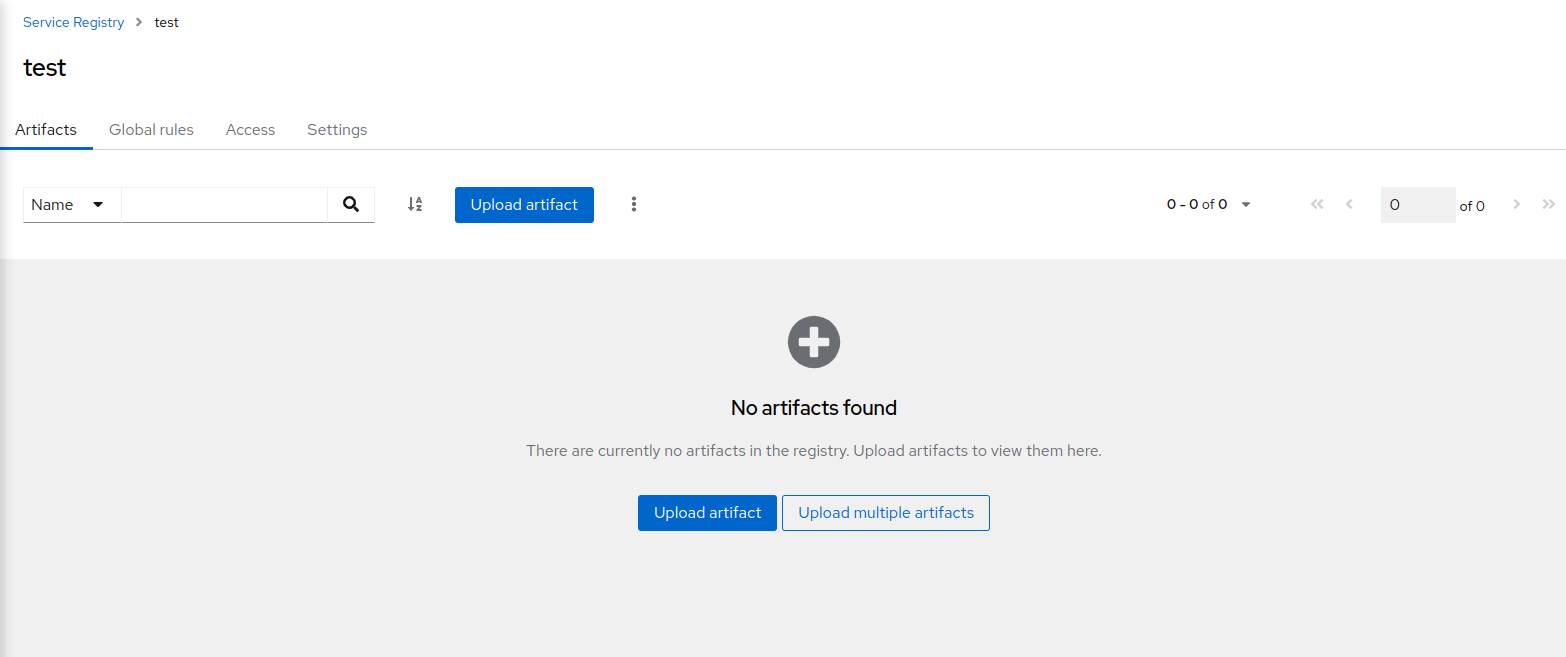 Service Registry > test
test
Artifacts Global rules Access Settings
Name Upload artifact 0 - 0 of 0 0 of 0
No artifacts found
There are currently no artifacts in the registry. Upload artifacts to view them here.
Upload artifact Upload multiple artifacts